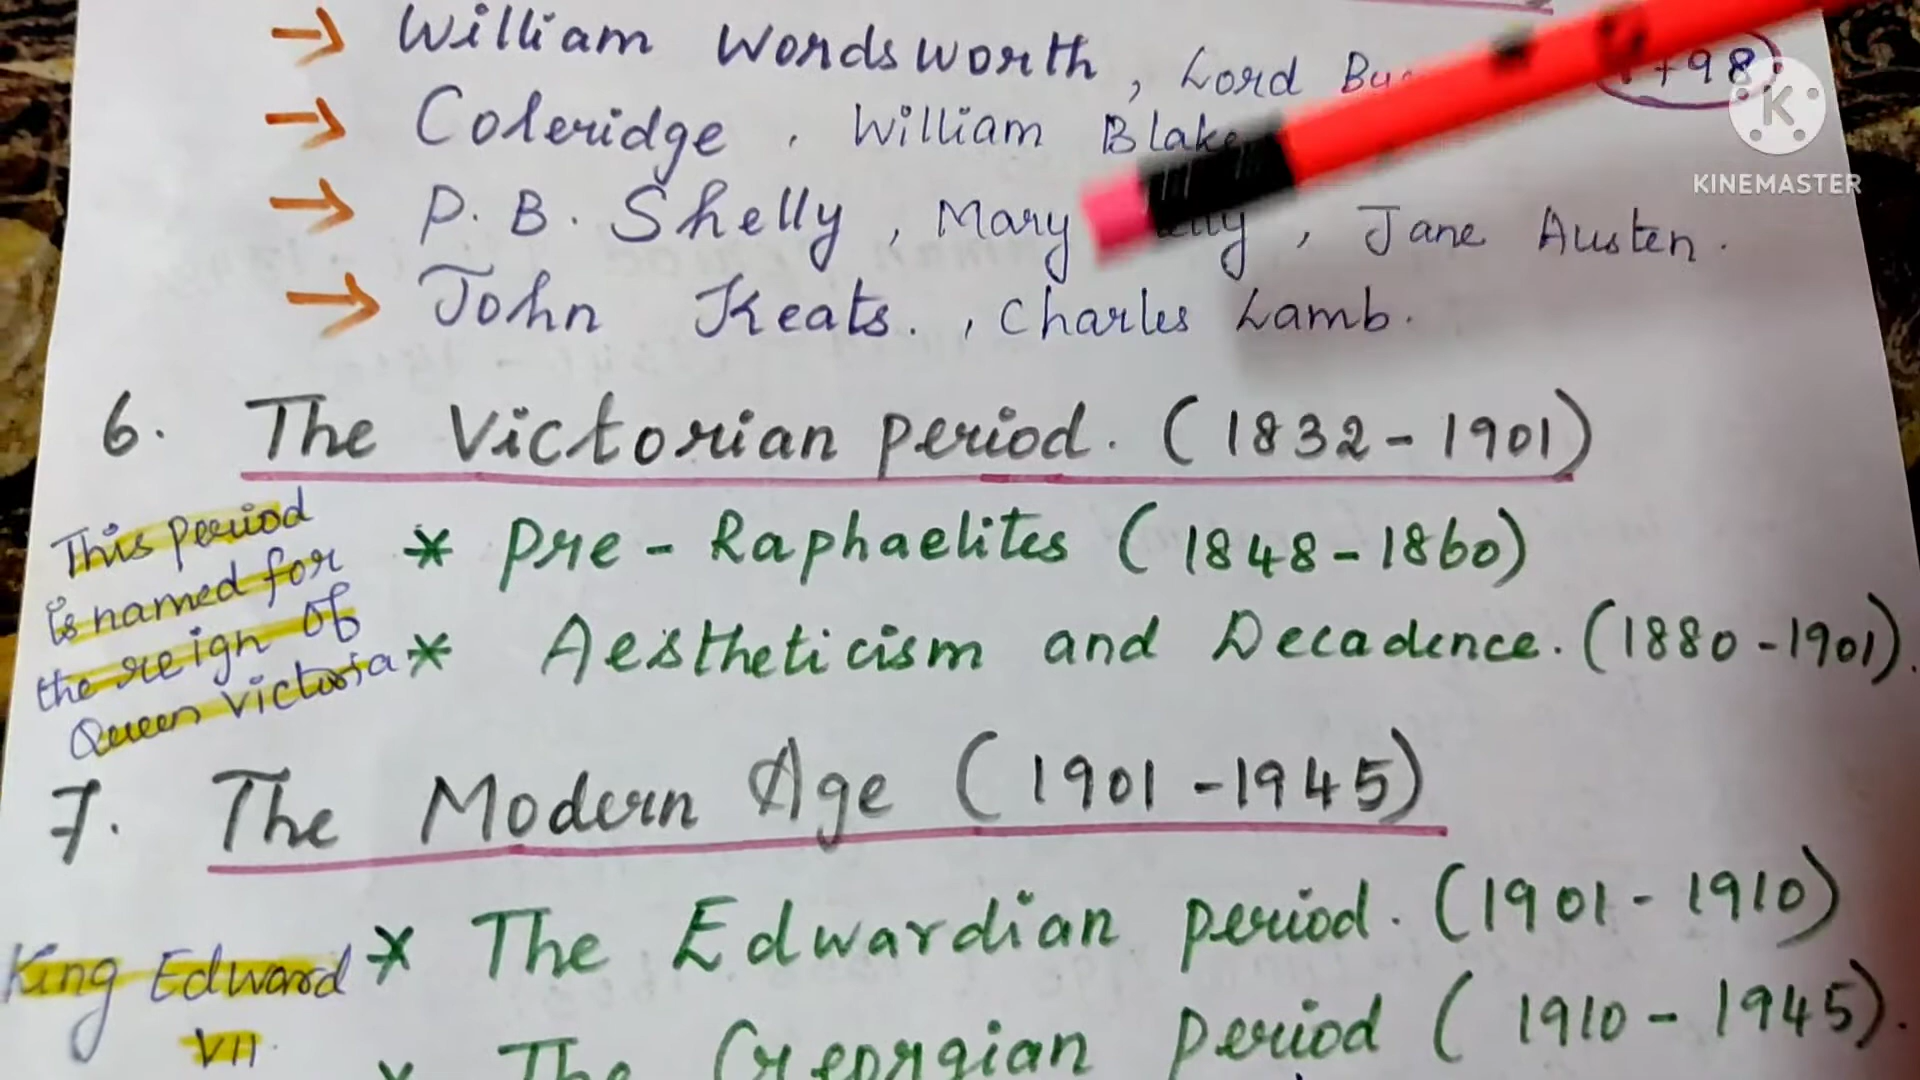 → William Wordsworth, Lord
→ Coleridge, William Blake
→ P. B. Shelly, Mary , Jane Austen.
→ John Keats., Charles Lamb.
KINEMASTER
6. The Victorian period. (1832-1901)
This Period
is named for
the reign of
Queen Victoria
* Pre-Raphaelites (1848-1860)
* Aestheticism and Decadence. (1880-1901).
7. The Modern Age (1901-1945)
King Edward
VII.
* The Edwardian period. (1901-1910)
* The Georgian period (1910-1945).